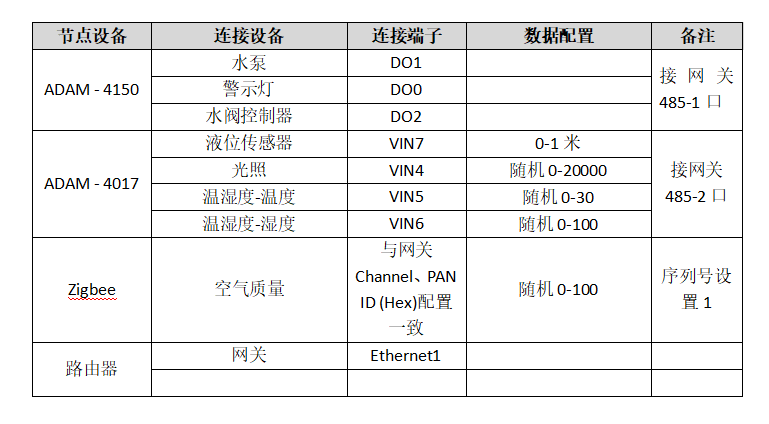 节点设备 连接设备 连接端子 数据配置 备注
ADAM - 4150 水泵 DO1 接网关
485-1 口
警示灯 DO0
水阀控制器 DO2
ADAM - 4017 液位传感器 VIN7 0-1 米 接网关
485-2 口
光照 VIN4 随机 0-20000
温湿度-温度 VIN5 随机 0-30
温湿度-湿度 VIN6 随机 0-100
Zigbee 空气质量 与网关
Channel、PAN
ID (Hex)配置
一致
随机 0-100
序列号设
置 1
路由器 网关 Ethernet1